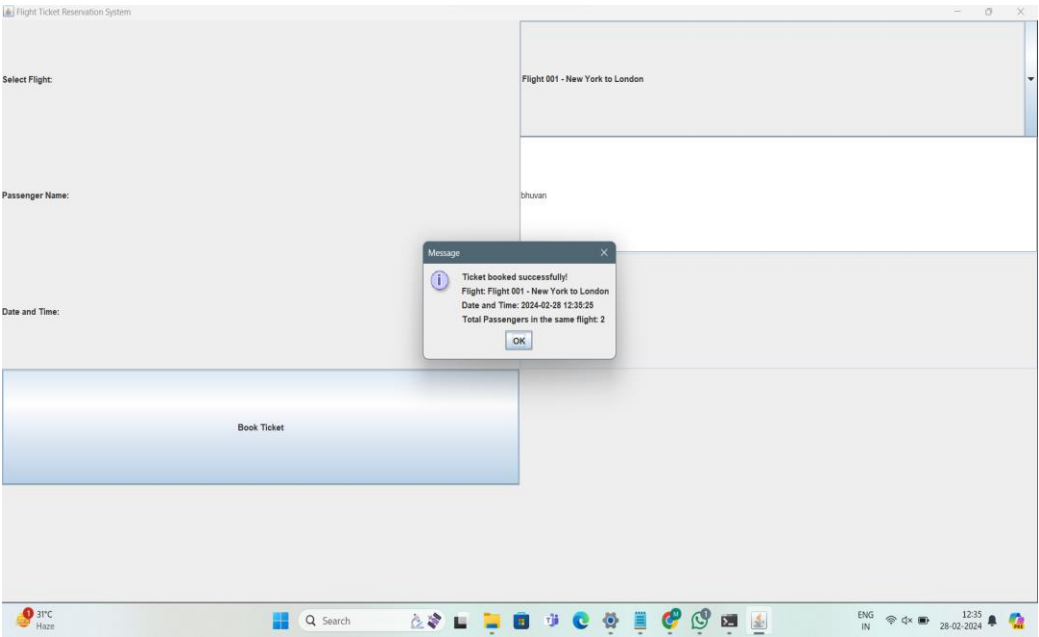 Flight Ticket Reservation System
Select Flight:
Flight 001 - New York to London
Passenger Name:
bhuvan
Message
Ticket booked successfully!
Flight: Flight 001 - New York to London
Date and Time: 2024-02-28 12:35:25
Total Passengers in the same flight: 2
OK
Date and Time:
Book Ticket
1
31°C
Haze
Search
1
ENG
IN
12:35
28-02-2024